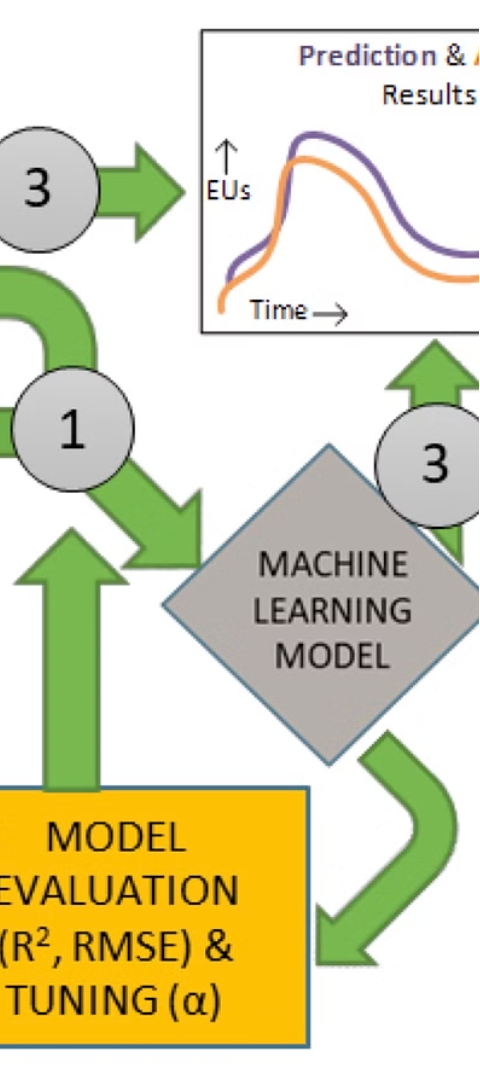 Prediction &
Results
3
EUs
Time
1
3
MACHINE
LEARNING
MODEL
MODEL
EVALUATION
(R², RMSE) &
TUNING (α)